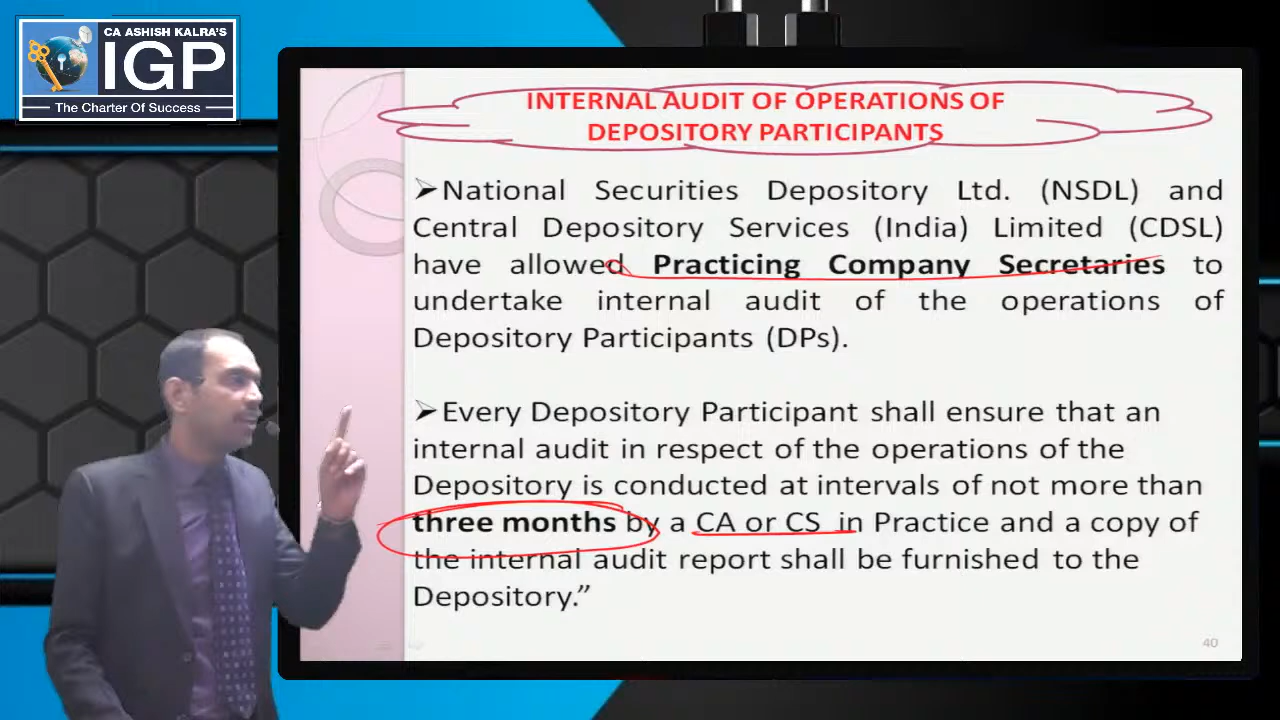 CA ASHISH KALRA'S
IGP
The Charter Of Success
INTERNAL AUDIT OF OPERATIONS OF
DEPOSITORY PARTICIPANTS
➤National Securities Depository Ltd. (NSDL) and
Central Depository Services (India) Limited (CDSL)
have allowed Practicing Company Secretaries to
undertake internal audit of the operations of
Depository Participants (DPs).
➤Every Depository Participant shall ensure that an
internal audit in respect of the operations of the
Depository is conducted at intervals of not more than
three months by a CA or CS in Practice and a copy of
the internal audit report shall be furnished to the
Depository.”
40